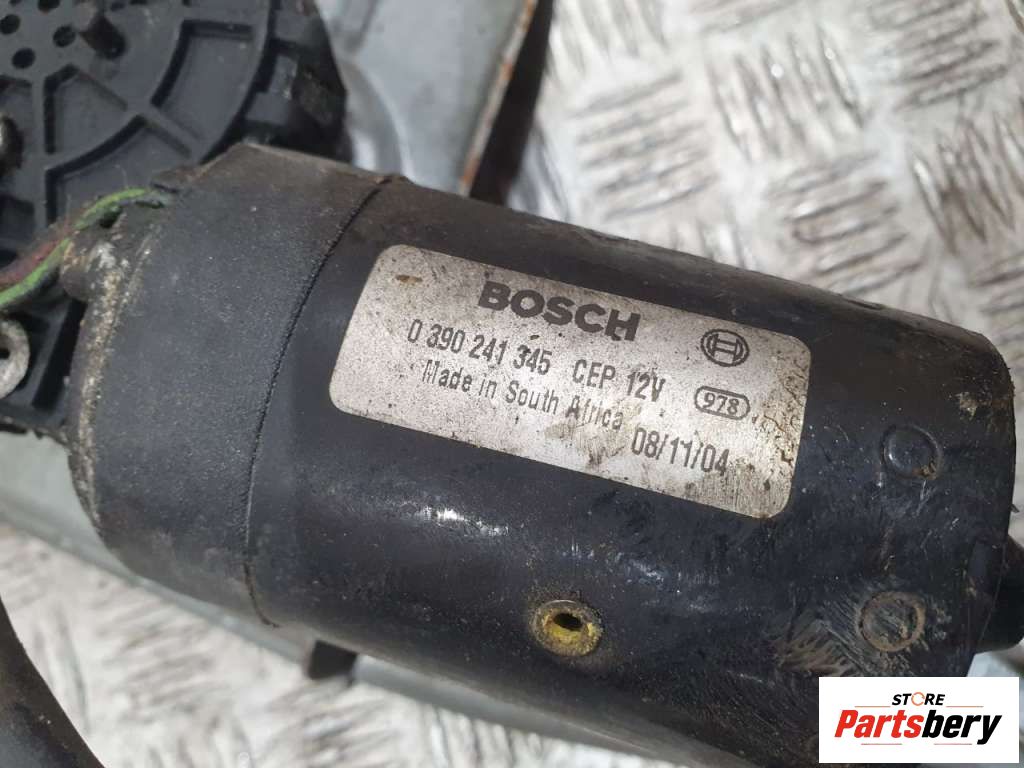 BOSCH
0 390 241 345 CEP 12V
Made in South Africa
978
08/11/04
STORE
Partsbery